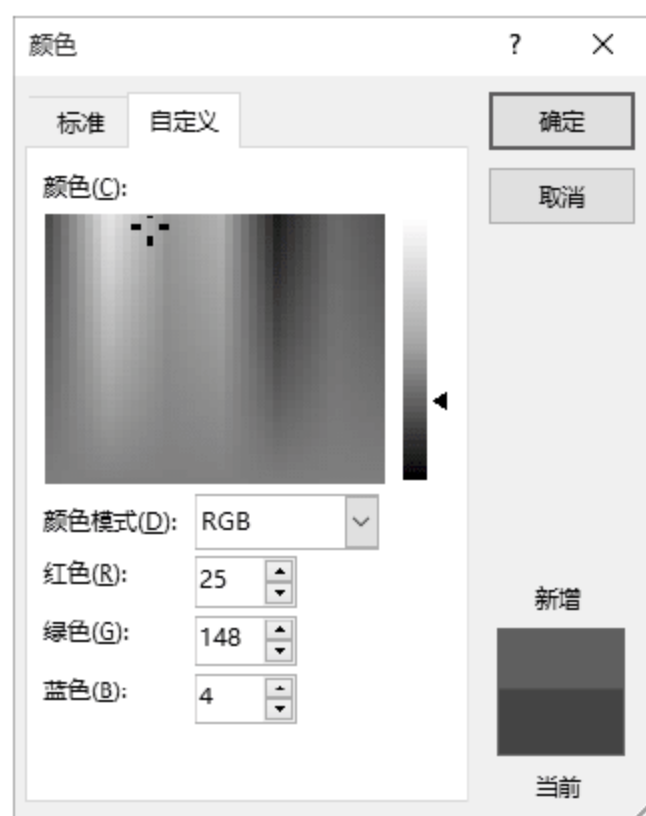 颜色 ? ×
标准 自定义 确定
取消
颜色(C):
颜色模式(D): RGB
红色(R): 25
绿色(G): 148
蓝色(B): 4
新增
当前